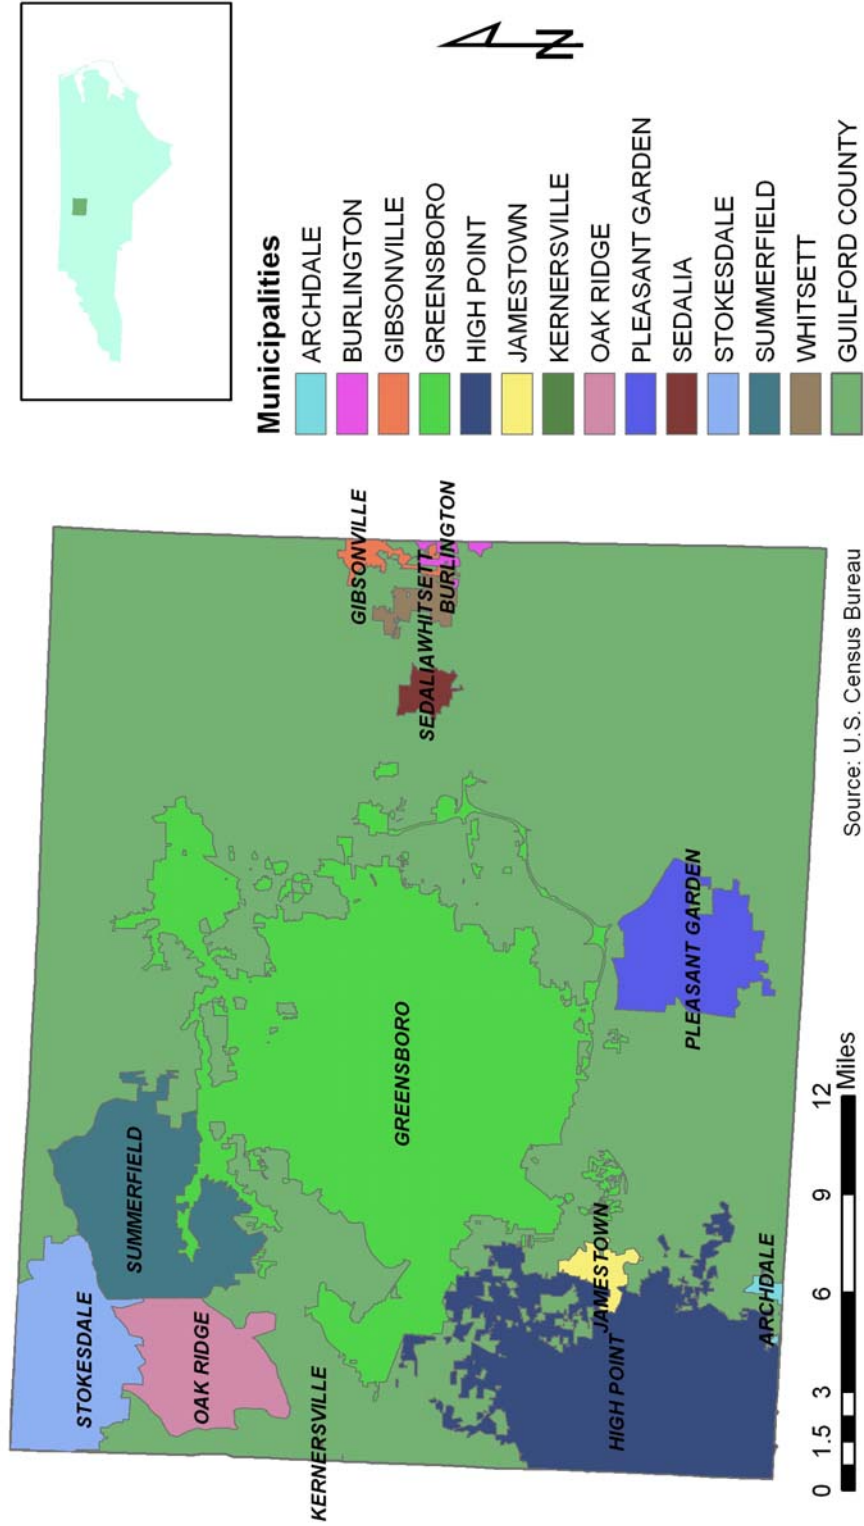 STOKESDALE
SUMMERFIELD
OAK RIDGE
KERNERSVILLE
GREENSBORO
GIBSONVILLE
SEDALIA
WHITSETT
BURLINGTON
HIGH POINT
JAMESTOWN
PLEASANT GARDEN
ARCHDALE
0 1.5 3 6 9 12
Miles
Source: U.S. Census Bureau
N
Municipalities
ARCHDALE
BURLINGTON
GIBSONVILLE
GREENSBORO
HIGH POINT
JAMESTOWN
KERNERSVILLE
OAK RIDGE
PLEASANT GARDEN
SEDALIA
STOKESDALE
SUMMERFIELD
WHITSETT
GUILFORD COUNTY